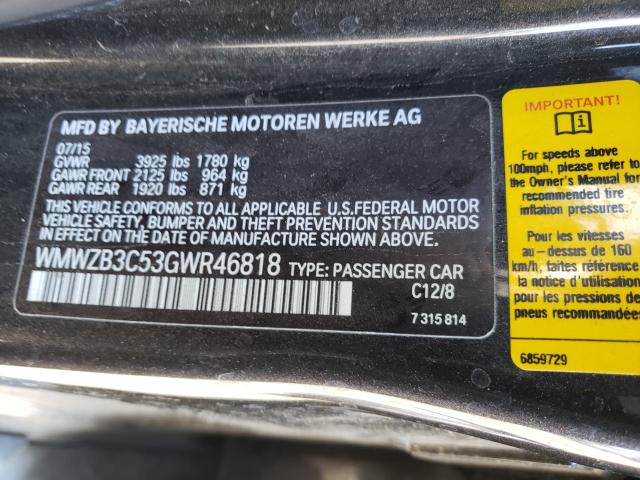 MFD BY BAYERISCHE MOTOREN WERKE AG
07/15
GVWR 3925 lbs 1780 kg
GAWR FRONT 2125 lbs 964 kg
GAWR REAR 1920 lbs 871 kg
THIS VEHICLE CONFORMS TO ALL APPLICABLE U.S.FEDERAL MOTOR
VEHICLE SAFETY, BUMPER AND THEFT PREVENTION STANDARDS
IN EFFECT ON THE DATE OF MANUFACTURE SHOWN ABOVE.
WMWZB3C53GWR46818 TYPE: PASSENGER CAR
C12/8
7 315 814
IMPORTANT!
For speeds above
100mph, please refer to
the Owner's Manual for
recommended tire
inflation pressures.
Pour les vitesses
au-dessus de 160
km/h, faites référence
la notice d'utilisation
pour les pressions de
pneus recommandées
6859729